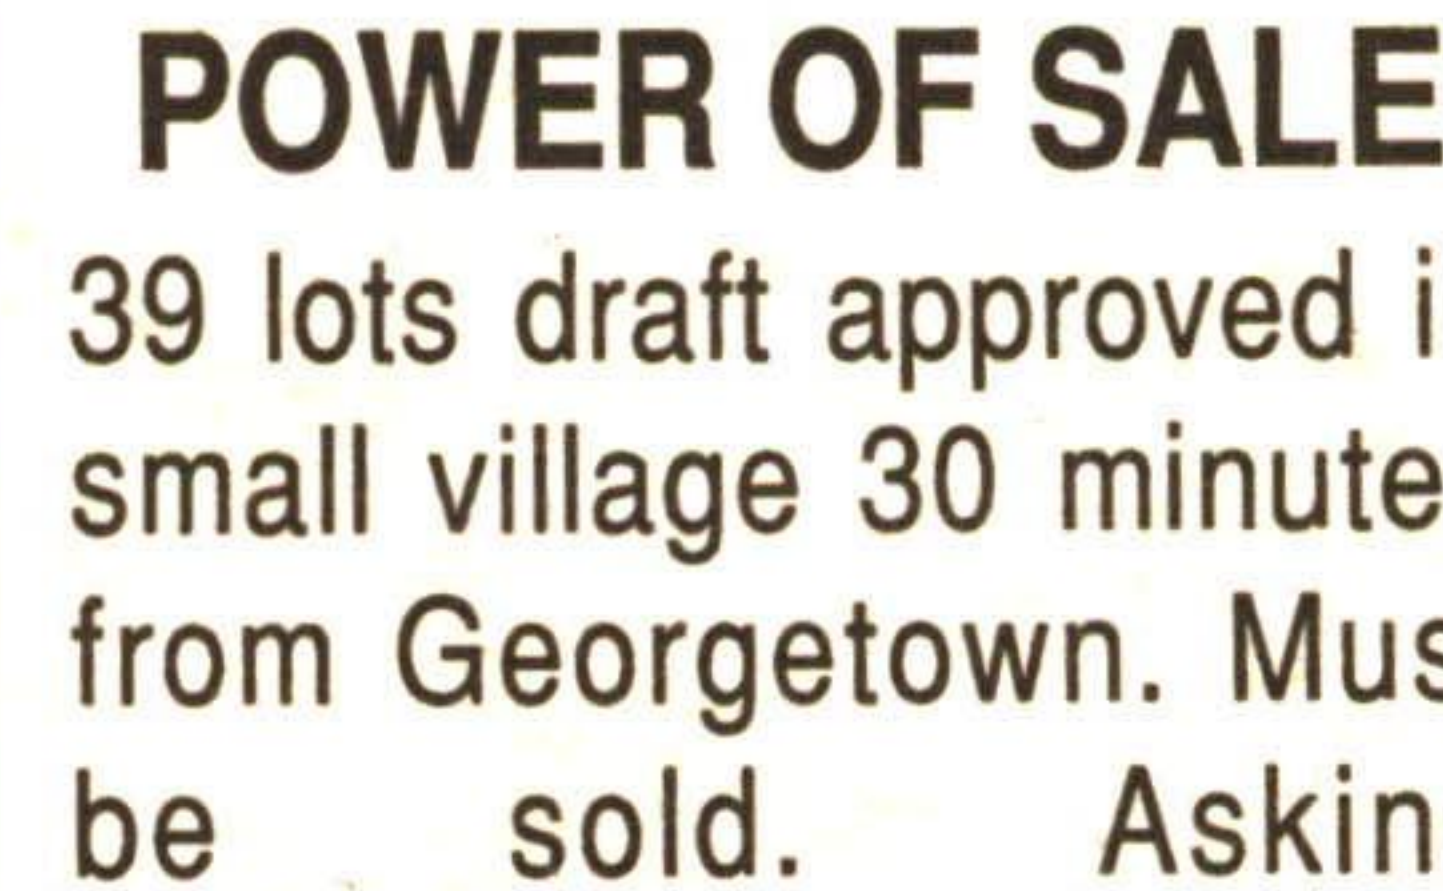 POWER OF SALE
39 lots draft approved i
small village 30 minute
from Georgetown. Mus
be sold. Askin